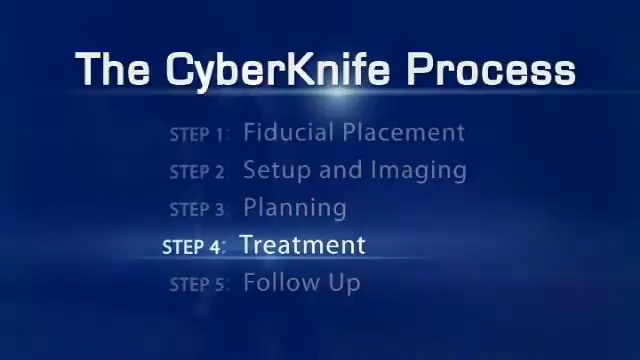 The CyberKnife Process
STEP 1: Fiducial Placement
STEP 2 Setup and Imaging
STEP 3: Planning
STEP 4: Treatment
STEP 5: Follow Up